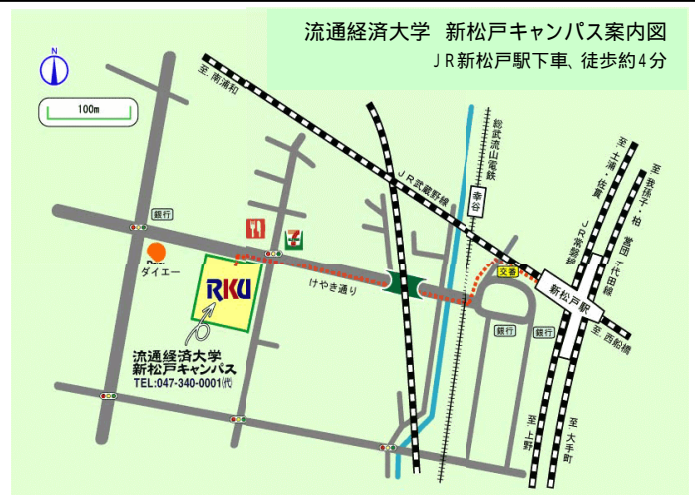 流通経済大学 新松戸キャンパス案内図
JR新松戸駅下車、徒歩約4分
N
100m
至.南浦和
総武流山電鉄
幸谷
JR武蔵野線
至.土浦・佐貫
至.我孫子・柏
JR常磐線
営団千代田線
銀行
ダイエー
7
けやき通り
交番
新松戸駅
至.西船橋
銀行
銀行
RKU
流通経済大学
新松戸キャンパス
TEL:047-340-0001㈹
至.上野
至.大手町